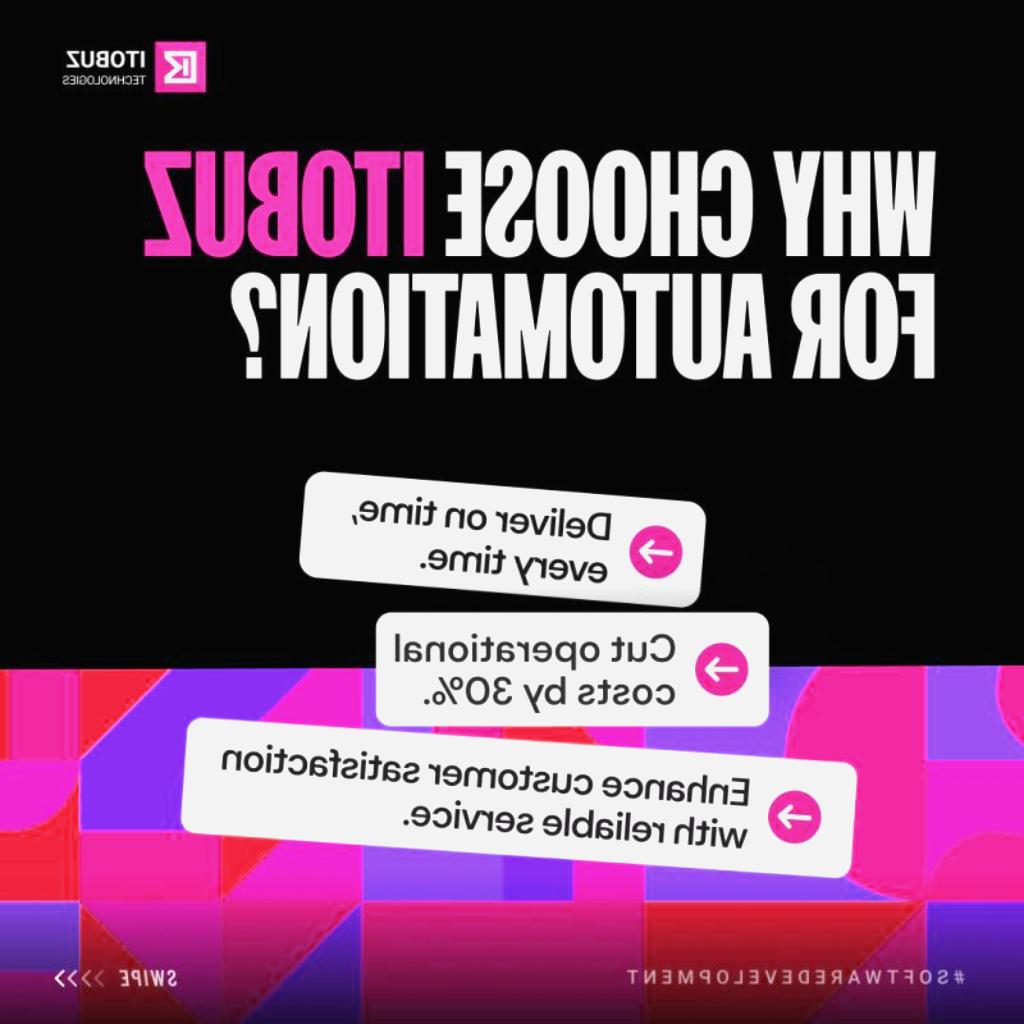 ITOBUZ
TECHNOLOGIES
WHY CHOOSE ITOBUZ
FOR AUTOMATION?
Deliver on time,
every time.
Cut operational
costs by 30%.
Enhance customer satisfaction
with reliable service.
#SOFTWAREDEVELOPMENT
SWIPE